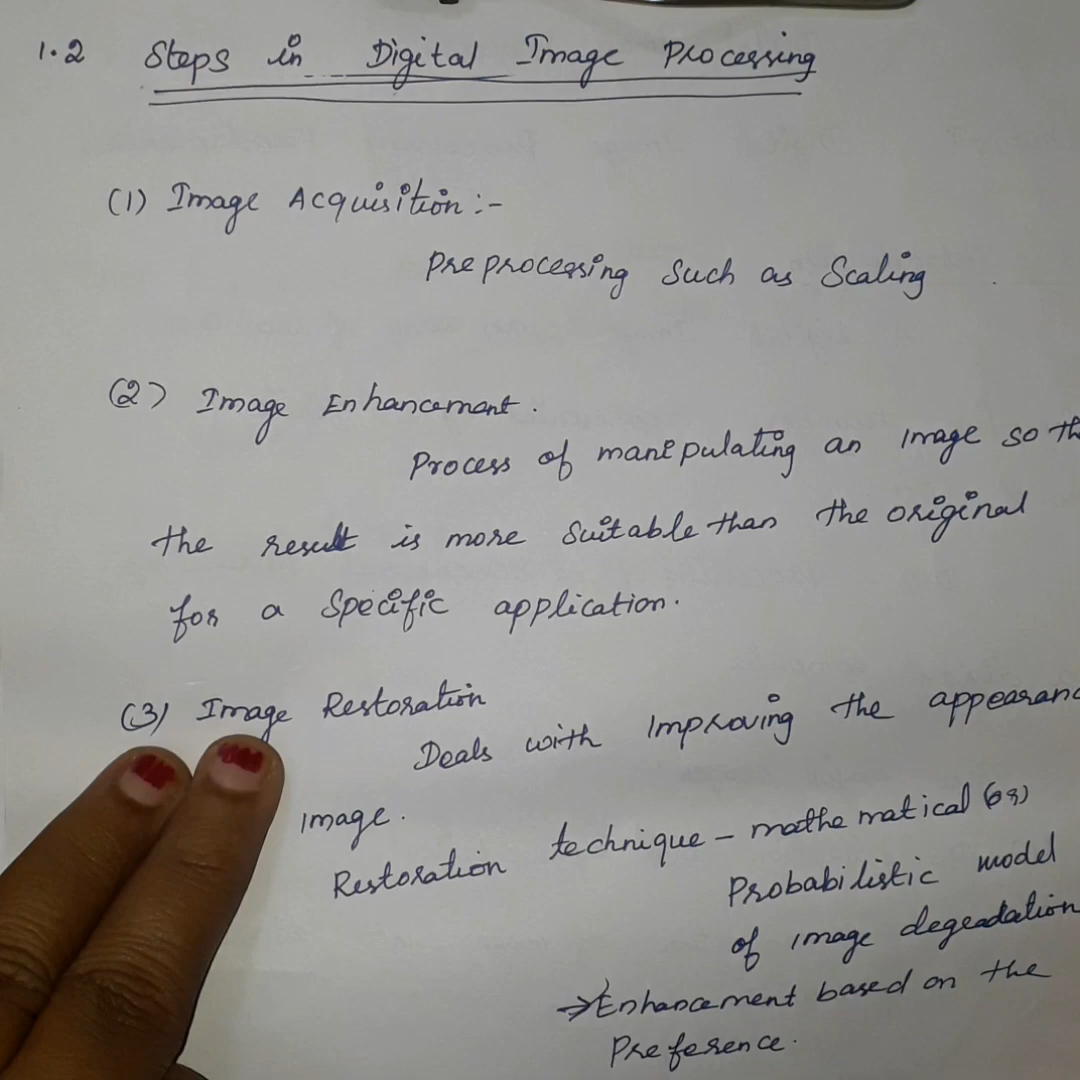 1.2 Steps in Digital Image Processing
(1) Image Acquisition :-
Preprocessing Such as Scaling
(2) Image Enhancement.
Process of manipulating an image so th
the result is more Suitable than the original
for a Specific application.
(3) Image Restoration
Deals with Improving the appearanc
image.
Restoration technique - mathematical (or)
Probabilistic model
of image degradation
→ Enhancement based on the
Preference.